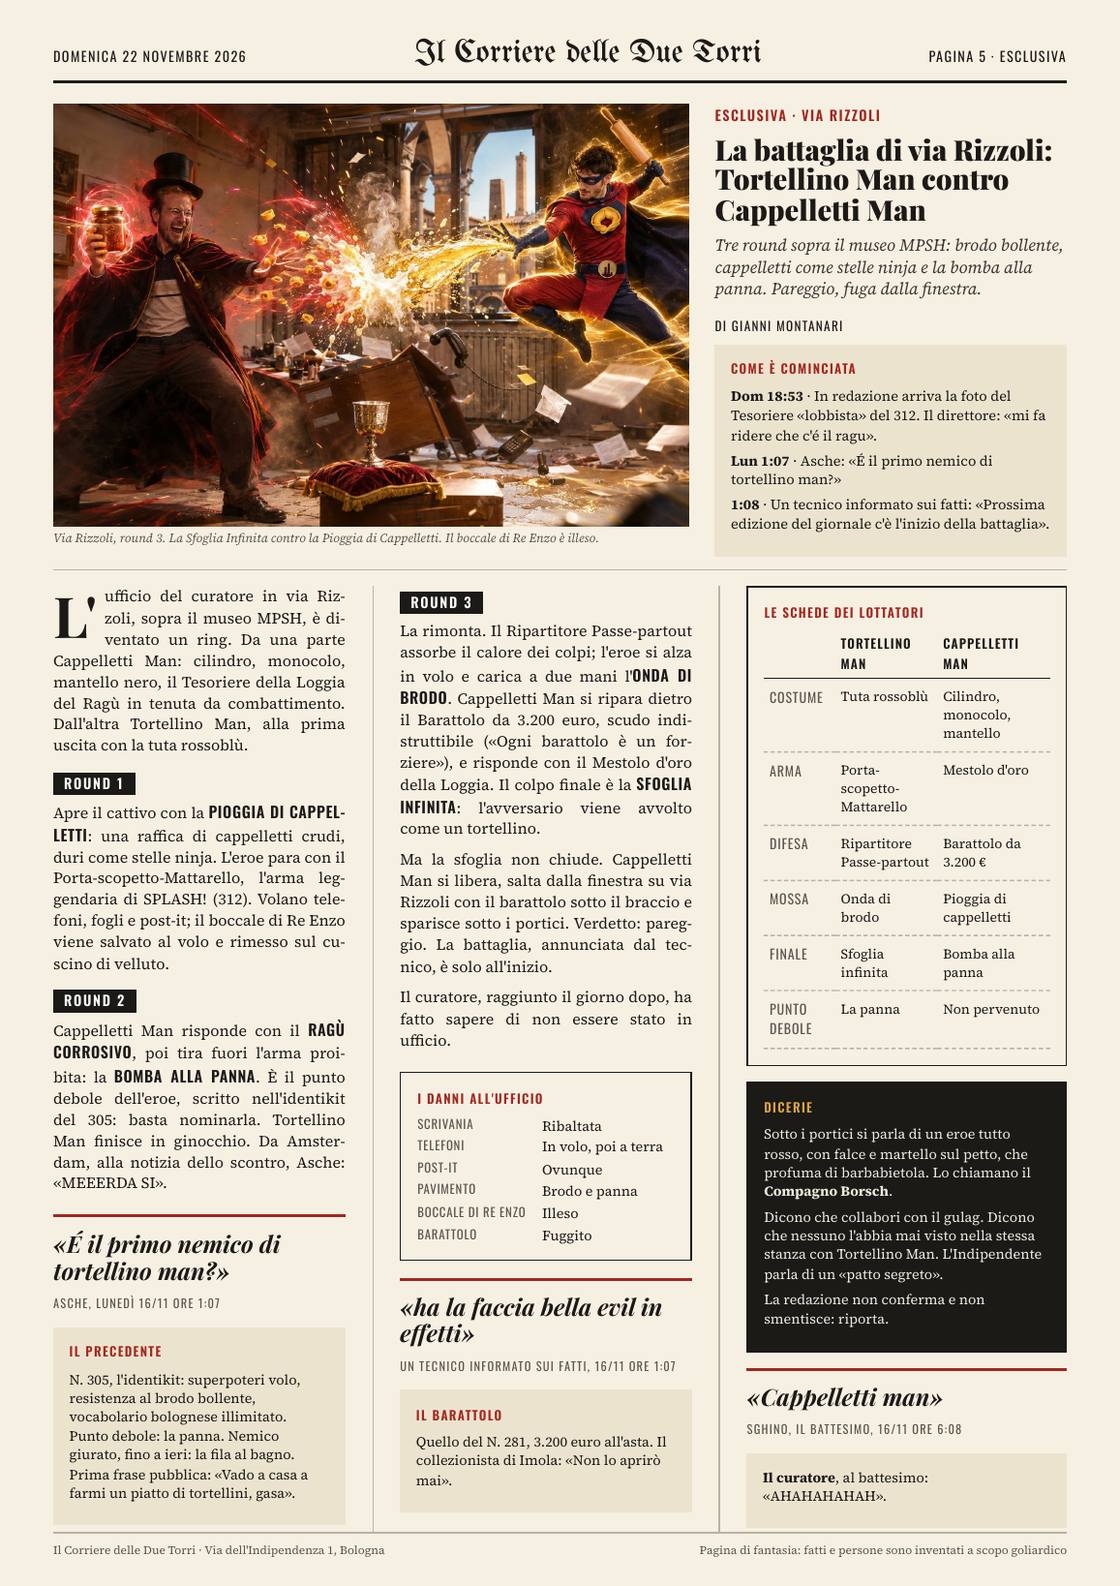 DOMENICA 22 NOVEMBRE 2026
Il Corriere delle Due Torri
PAGINA 5 · ESCLUSIVA
Via Rizzoli, round 3. La Sfoglia Infinita contro la Pioggia di Cappelletti. Il boccale di Re Enzo è illeso.
ESCLUSIVA · VIA RIZZOLI
La battaglia di via Rizzoli:
Tortellino Man contro
Cappelletti Man
Tre round sopra il museo MPSH: brodo bollente,
cappelletti come stelle ninja e la bomba alla
panna. Pareggio, fuga dalla finestra.
DI GIANNI MONTANARI
COME È COMINCIATA
Dom 18:53 · In redazione arriva la foto del
Tesoriere «lobbista» del 312. Il direttore: «mi fa
ridere che c'é il ragu».
Lun 1:07 · Asche: «É il primo nemico di
tortellino man?»
1:08 · Un tecnico informato sui fatti: «Prossima
edizione del giornale c'è l'inizio della battaglia».
L'ufficio del curatore in via Riz-
zoli, sopra il museo MPSH, è di-
ventato un ring. Da una parte
Cappelletti Man: cilindro, monocolo,
mantello nero, il Tesoriere della Loggia
del Ragù in tenuta da combattimento.
Dall'altra Tortellino Man, alla prima
uscita con la tuta rossoblù.
ROUND 1
Apre il cattivo con la PIOGGIA DI CAPPEL-
LETTI: una raffica di cappelletti crudi,
duri come stelle ninja. L'eroe para con il
Porta-scopetto-Mattarello, l'arma leg-
gendaria di SPLASH! (312). Volano tele-
foni, fogli e post-it; il boccale di Re Enzo
viene salvato al volo e rimesso sul cu-
scino di velluto.
ROUND 2
Cappelletti Man risponde con il RAGÙ
CORROSIVO, poi tira fuori l'arma proi-
bita: la BOMBA ALLA PANNA. È il punto
debole dell'eroe, scritto nell'identikit
del 305: basta nominarla. Tortellino
Man finisce in ginocchio. Da Amster-
dam, alla notizia dello scontro, Asche:
«MEEERDA SI».
«É il primo nemico di
tortellino man?»
ASCHE, LUNEDÌ 16/11 ORE 1:07
IL PRECEDENTE
N. 305, l'identikit: superpoteri volo,
resistenza al brodo bollente,
vocabolario bolognese illimitato.
Punto debole: la panna. Nemico
giurato, fino a ieri: la fila al bagno.
Prima frase pubblica: «Vado a casa a
farmi un piatto di tortellini, gasa».
ROUND 3
La rimonta. Il Ripartitore Passe-partout
assorbe il calore dei colpi; l'eroe si alza
in volo e carica a due mani l'ONDA DI
BRODO. Cappelletti Man si ripara dietro
il Barattolo da 3.200 euro, scudo indi-
struttibile («Ogni barattolo è un for-
ziere»), e risponde con il Mestolo d'oro
della Loggia. Il colpo finale è la SFOGLIA
INFINITA: l'avversario viene avvolto
come un tortellino.
Ma la sfoglia non chiude. Cappelletti
Man si libera, salta dalla finestra su via
Rizzoli con il barattolo sotto il braccio e
sparisce sotto i portici. Verdetto: pareg-
gio. La battaglia, annunciata dal tec-
nico, è solo all'inizio.
Il curatore, raggiunto il giorno dopo, ha
fatto sapere di non essere stato in
ufficio.
I DANNI ALL'UFFICIO
SCRIVANIA Ribaltata
TELEFONI In volo, poi a terra
POST-IT Ovunque
PAVIMENTO Brodo e panna
BOCCALE DI RE ENZO Illeso
BARATTOLO Fuggito
«ha la faccia bella evil in
effetti»
UN TECNICO INFORMATO SUI FATTI, 16/11 ORE 1:07
IL BARATTOLO
Quello del N. 281, 3.200 euro all'asta. Il
collezionista di Imola: «Non lo aprirò
mai».
LE SCHEDE DEI LOTTATORI
TORTELLINO MAN CAPPELLETTI MAN
COSTUME Tuta rossoblù Cilindro, monocolo, mantello
ARMA Porta-scopetto-Mattarello Mestolo d'oro
DIFESA Ripartitore Passe-partout Barattolo da 3.200 €
MOSSA Onda di brodo Pioggia di cappelletti
FINALE Sfoglia infinita Bomba alla panna
PUNTO DEBOLE La panna Non pervenuto
DICERIE
Sotto i portici si parla di un eroe tutto
rosso, con falce e martello sul petto, che
profuma di barbabietola. Lo chiamano il
Compagno Borsch.
Dicono che collabori con il gulag. Dicono
che nessuno l'abbia mai visto nella stessa
stanza con Tortellino Man. L'Indipendente
parla di un «patto segreto».
La redazione non conferma e non
smentisce: riporta.
«Cappelletti man»
SGHINO, IL BATTESIMO, 16/11 ORE 6:08
Il curatore, al battesimo:
«AHAHAHAHAH».
Il Corriere delle Due Torri · Via dell'Indipendenza 1, Bologna
Pagina di fantasia: fatti e persone sono inventati a scopo goliardico